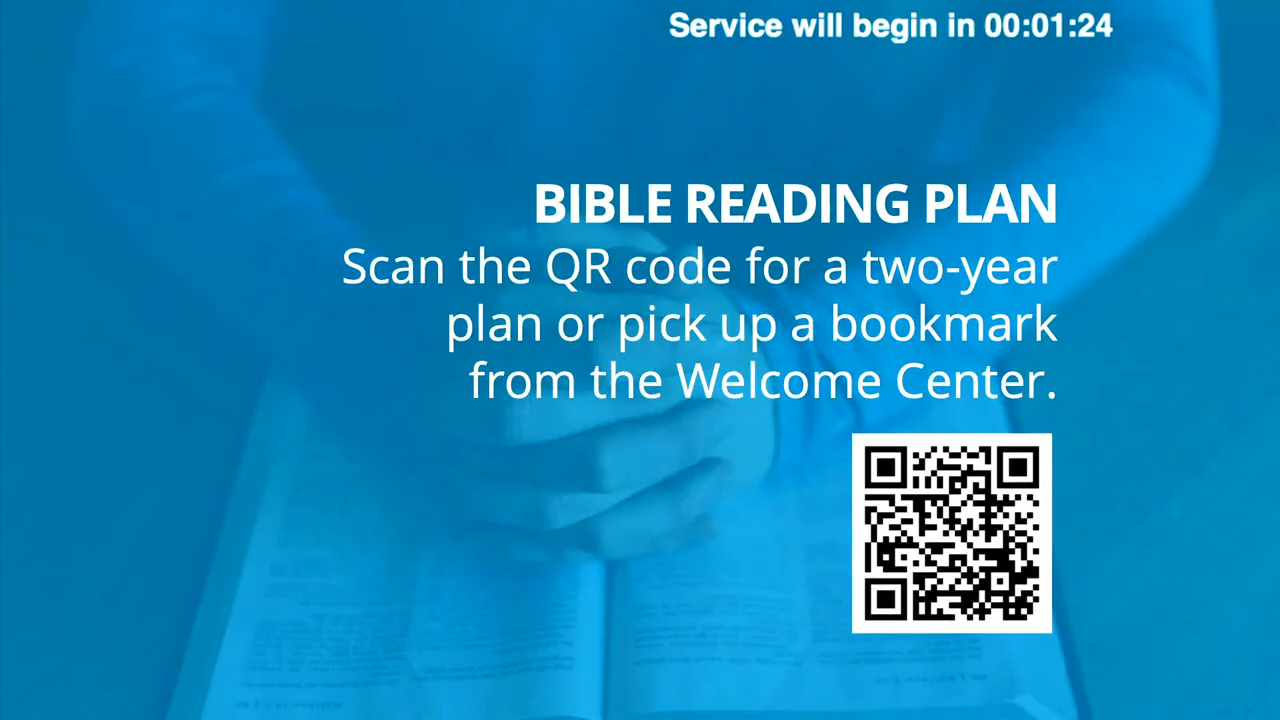 Service will begin in 00:01:24
BIBLE READING PLAN
Scan the QR code for a two-year
plan or pick up a bookmark
from the Welcome Center.